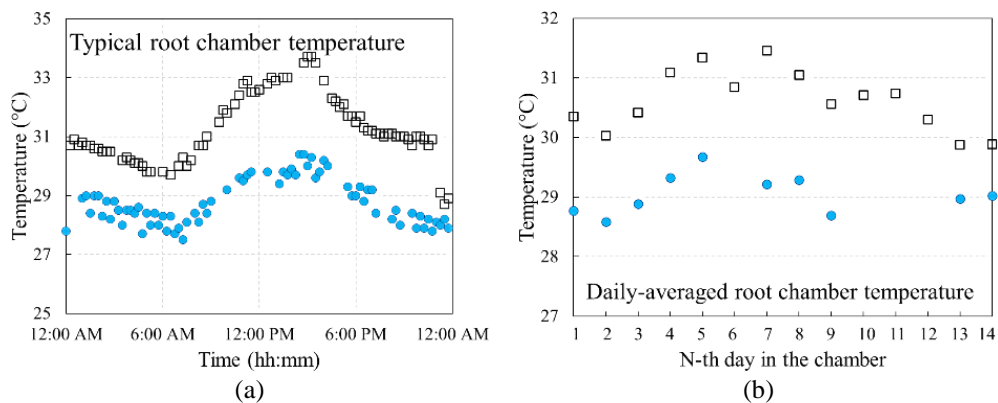 Typical root chamber temperature
Temperature (°C)
35
33
31
29
27
25
12:00 AM 6:00 AM 12:00 PM 6:00 PM 12:00 AM
Time (hh:mm)
(a)
Temperature (°C)
32
31
30
29
28
27
Daily-averaged root chamber temperature
1 2 3 4 5 6 7 8 9 10 11 12 13 14
N-th day in the chamber
(b)